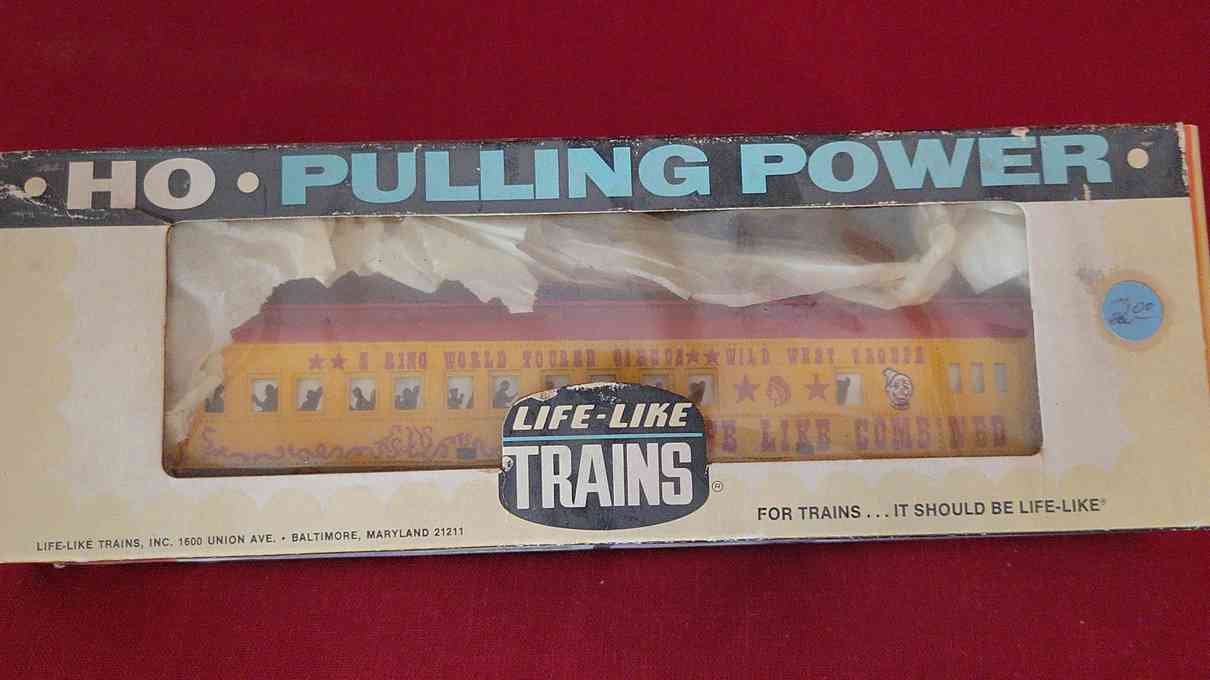 • HO • PULLING POWER •
★★ 3 RING WORLD TOURED CIRCUS ★★ WILD WEST TROUPE
LIKE COMBINED
LIFE-LIKE
TRAINS®
FOR TRAINS . . . IT SHOULD BE LIFE-LIKE®
LIFE-LIKE TRAINS, INC. 1600 UNION AVE. • BALTIMORE, MARYLAND 21211